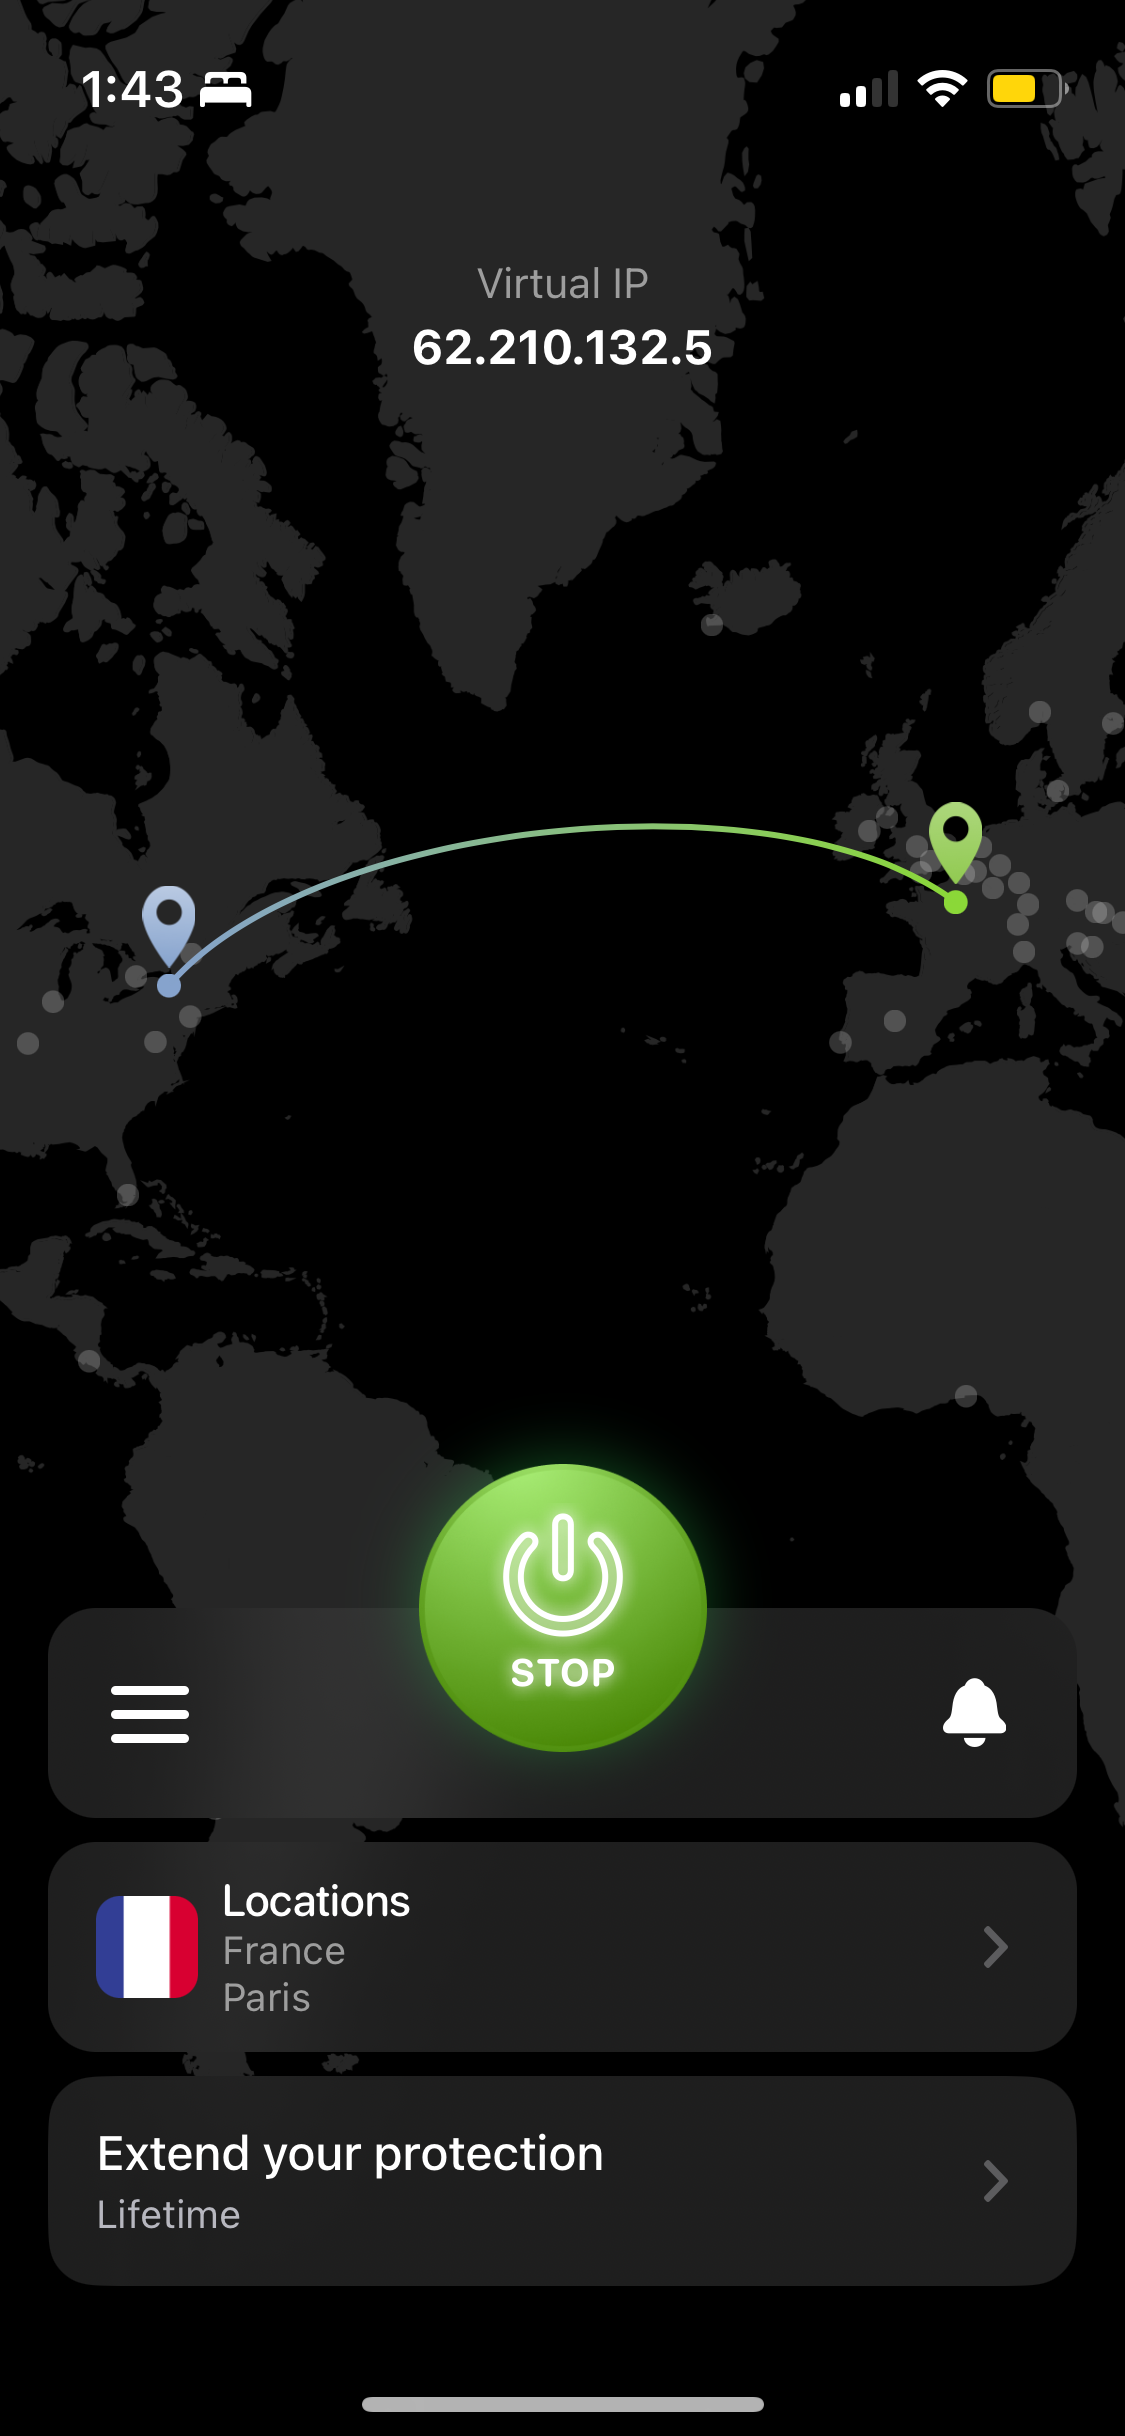 1:43
Virtual IP
62.210.132.5
STOP
Locations
France
Paris
Extend your protection
Lifetime